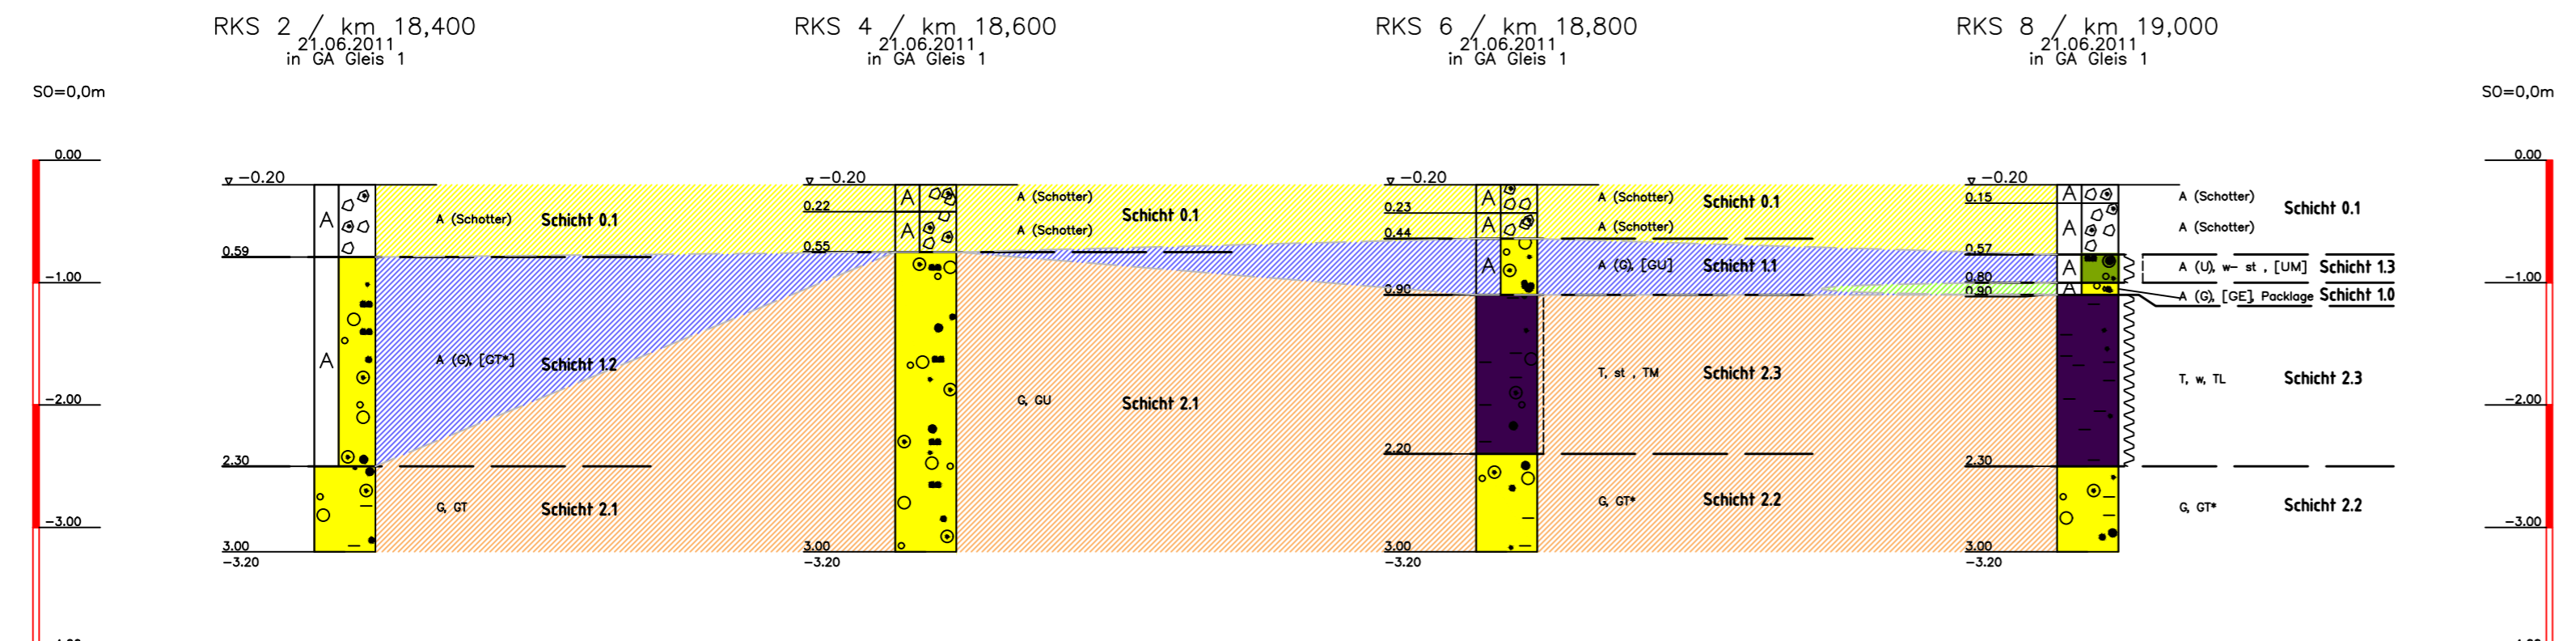 RKS 2 / km 18,400
21.06.2011
in GA Gleis 1
RKS 4 / km 18,600
21.06.2011
in GA Gleis 1
RKS 6 / km 18,800
21.06.2011
in GA Gleis 1
RKS 8 / km 19,000
21.06.2011
in GA Gleis 1
SO=0,0m
SO=0,0m
0.00
-1.00
-2.00
-3.00
-0.20
0.59
2.30
3.00
-3.20
A
A
A (Schotter) Schicht 0.1
A (G), [GT*] Schicht 1.2
G, GT Schicht 2.1
-0.20
0.22
0.55
3.00
-3.20
A
A
A (Schotter)
Schicht 0.1
A (Schotter)
G, GU Schicht 2.1
-0.20
0.23
0.44
0.90
2.20
3.00
-3.20
A
A
A
A (Schotter) Schicht 0.1
A (Schotter)
A (G), [GU] Schicht 1.1
T, st , TM Schicht 2.3
G, GT* Schicht 2.2
-0.20
0.15
0.57
0.80
0.90
2.30
3.00
-3.20
A
A
A
A
A (Schotter)
Schicht 0.1
A (Schotter)
A (U), w- st , [UM] Schicht 1.3
A (G), [GE], Packlage Schicht 1.0
T, w, TL Schicht 2.3
G, GT* Schicht 2.2
0.00
-1.00
-2.00
-3.00